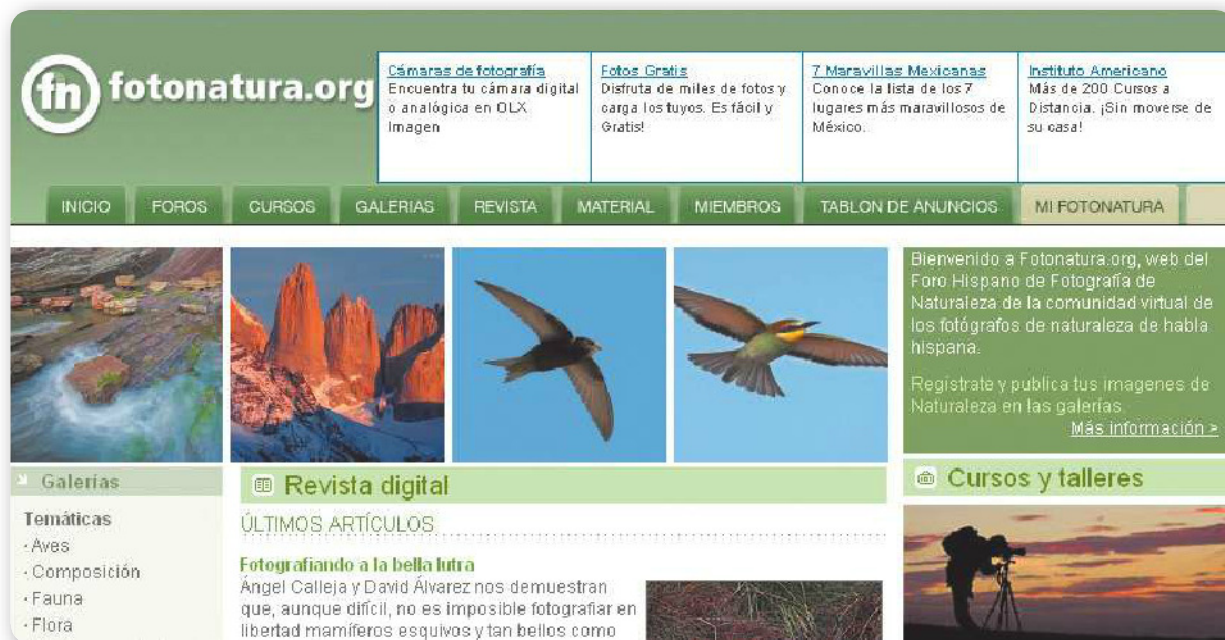 fn fotonatura.org
Cámaras de fotografía
Encuentra tu cámara digital
o analógica en OLX
Imagen
Fotos Gratis
Disfruta de miles de fotos y
carga los tuyos. Es fácil y
Gratis!
7 Maravillas Mexicanas
Conoce la lista de los 7
lugares más maravillosos de
México.
Instituto Americano
Más de 200 Cursos a
Distancia. ¡Sin moverse de
su casa!
INICIO
FOROS
CURSOS
GALERIAS
REVISTA
MATERIAL
MIEMBROS
TABLON DE ANUNCIOS
MI FOTONATURA
Bienvenido a Fotonatura.org, web del
Foro Hispano de Fotografía de
Naturaleza de la comunidad virtual de
los fotógrafos de naturaleza de habla
hispana.
Registrate y publica tus imagenes de
Naturaleza en las galerías.
Más información >
Galerías
Temáticas
· Aves
· Composición
· Fauna
· Flora
Revista digital
ÚLTIMOS ARTÍCULOS
Fotografiando a la bella lutra
Ángel Calleja y David Álvarez nos demuestran
que, aunque difícil, no es imposible fotografiar en
libertad mamíferos esquivos y tan bellos como
Cursos y talleres